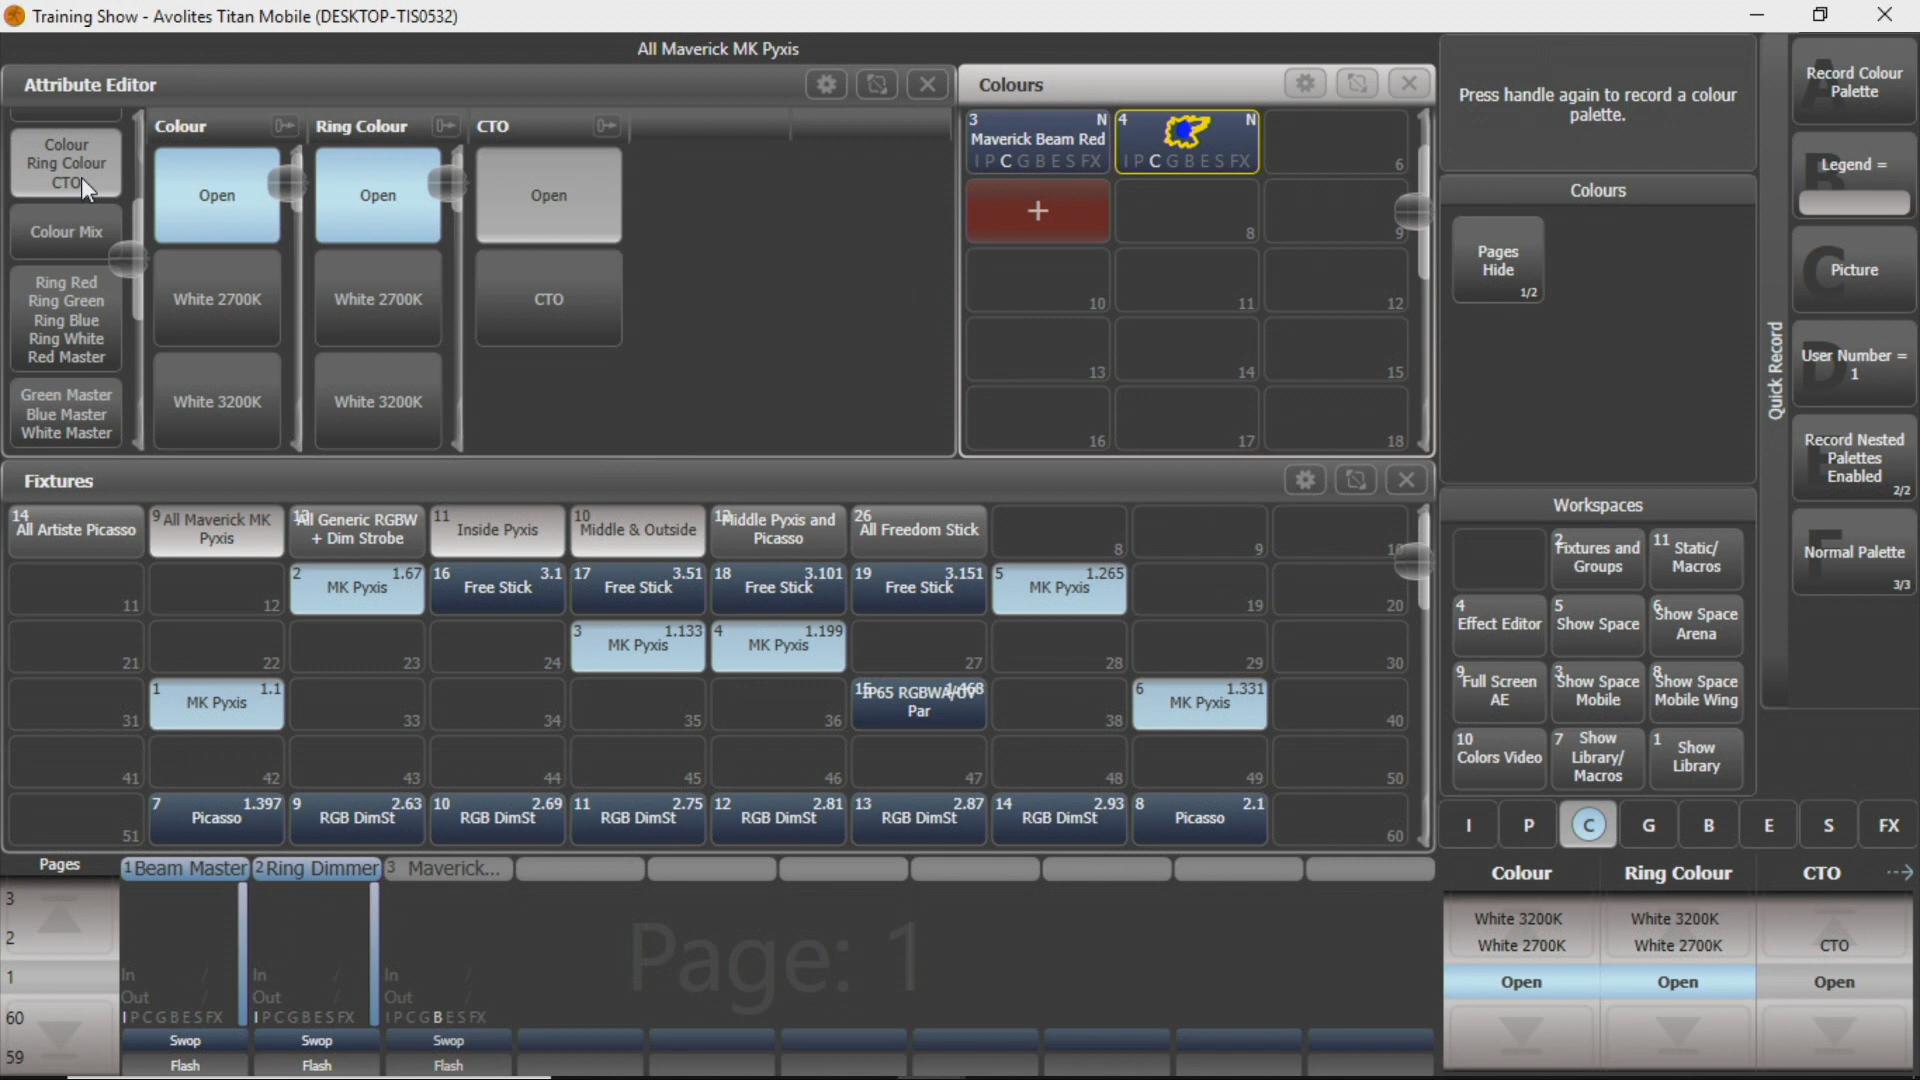 Training Show - Avolites Titan Mobile (DESKTOP-TIS0532)
All Maverick MK Pyxis
Attribute Editor
Colour
Ring Colour
CTO
Colour Mix
Ring Red
Ring Green
Ring Blue
Ring White
Red Master
Green Master
Blue Master
White Master
Colour
Ring Colour
CTO
Open
Open
Open
White 2700K
White 2700K
CTO
White 3200K
White 3200K
Colours
3 N
Maverick Beam Red
I P C G B E S FX
4 N
I P C G B E S FX
6
+
8
9
10
11
12
13
14
15
16
17
18
Press handle again to record a colour
palette.
Colours
Pages
Hide
1/2
Quick Record
Record Colour
Palette
Legend =
Picture
User Number =
1
Record Nested
Palettes
Enabled
2/2
Normal Palette
3/3
Fixtures
14
All Artiste Picasso
9 All Maverick MK
Pyxis
13
All Generic RGBW
+ Dim Strobe
11
Inside Pyxis
10
Middle & Outside
12
Middle Pyxis and
Picasso
26
All Freedom Stick
8
9
10
11
12
2 1.67
MK Pyxis
16 3.1
Free Stick
17 3.51
Free Stick
18 3.101
Free Stick
19 3.151
Free Stick
5 1.265
MK Pyxis
19
20
21
22
23
24
3 1.133
MK Pyxis
4 1.199
MK Pyxis
27
28
29
30
31
1 1.1
MK Pyxis
33
34
35
36
15 1.468
IP65 RGBWA/UV
Par
38
6 1.331
MK Pyxis
40
41
42
43
44
45
46
47
48
49
50
51
7 1.397
Picasso
9 2.63
RGB DimSt
10 2.69
RGB DimSt
11 2.75
RGB DimSt
12 2.81
RGB DimSt
13 2.87
RGB DimSt
14 2.93
RGB DimSt
8 2.1
Picasso
60
Workspaces
2
Fixtures and
Groups
11 Static/
Macros
4
Effect Editor
5
Show Space
6
Show Space
Arena
9
Full Screen
AE
3
Show Space
Mobile
8
Show Space
Mobile Wing
10
Colors Video
7 Show
Library/
Macros
1
Show
Library
I P C G B E S FX
Pages
3
2
1
60
59
1 Beam Master
2 Ring Dimmer
3 Maverick...
In /
Out /
I P C G B E S FX
In /
Out /
I P C G B E S FX
In /
Out /
I P C G B E S FX
Swop
Swop
Swop
Flash
Flash
Flash
Page: 1
Colour
Ring Colour
CTO
White 3200K
White 3200K
White 2700K
White 2700K
CTO
Open
Open
Open